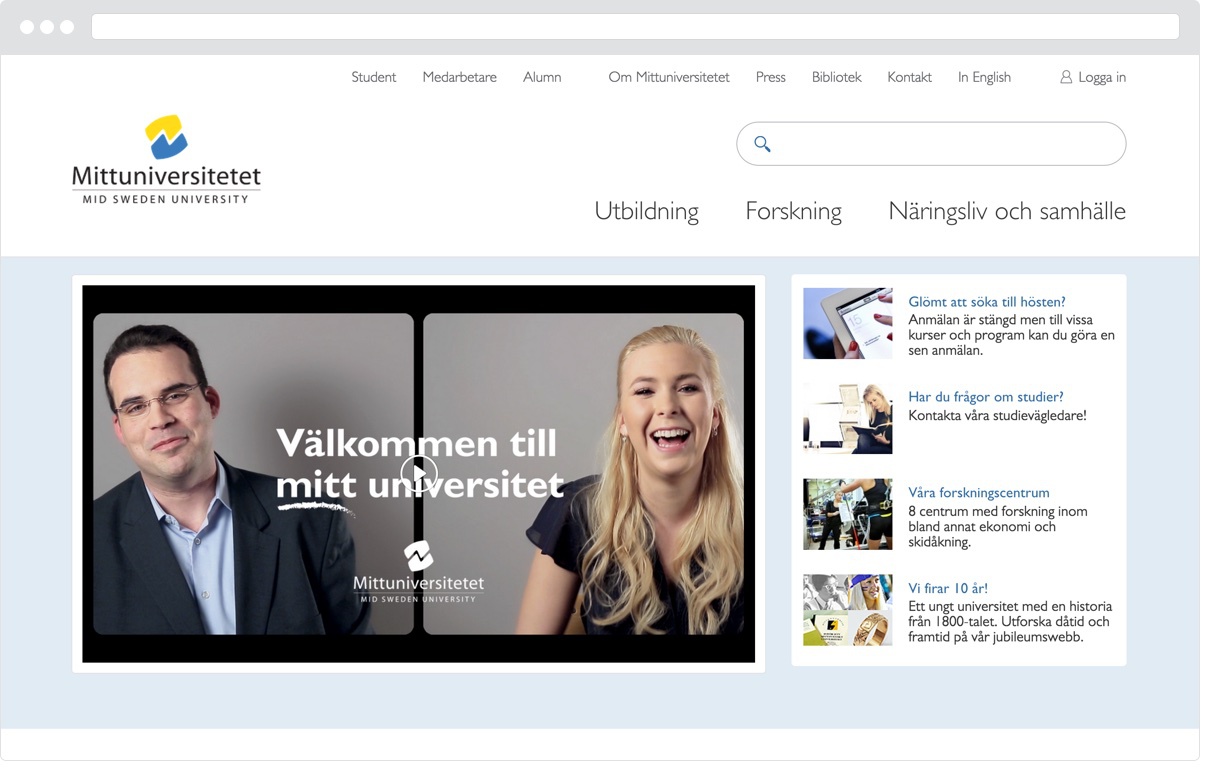 Student Medarbetare Alumn Om Mittuniversitetet Press Bibliotek Kontakt In English Logga in
Mittuniversitetet
MID SWEDEN UNIVERSITY
Utbildning Forskning Näringsliv och samhälle
Välkommen till
mitt universitet
Mittuniversitetet
MID SWEDEN UNIVERSITY
Glömt att söka till hösten?
Anmälan är stängd men till vissa
kurser och program kan du göra en
sen anmälan.
Har du frågor om studier?
Kontakta våra studievägledare!
Våra forskningscentrum
8 centrum med forskning inom
bland annat ekonomi och
skidåkning.
Vi firar 10 år!
Ett ungt universitet med en historia
från 1800-talet. Utforska dåtid och
framtid på vår jubileumswebb.